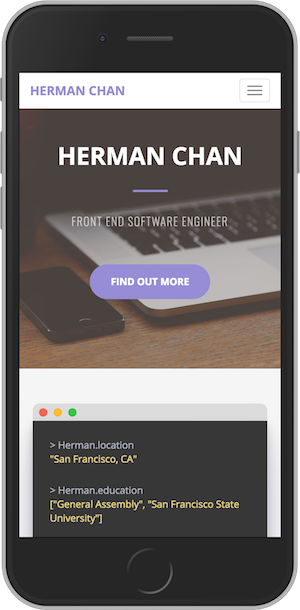 HERMAN CHAN
HERMAN CHAN
FRONT END SOFTWARE ENGINEER
FIND OUT MORE
> Herman.location
"San Francisco, CA"
> Herman.education
["General Assembly", "San Francisco State
University"]